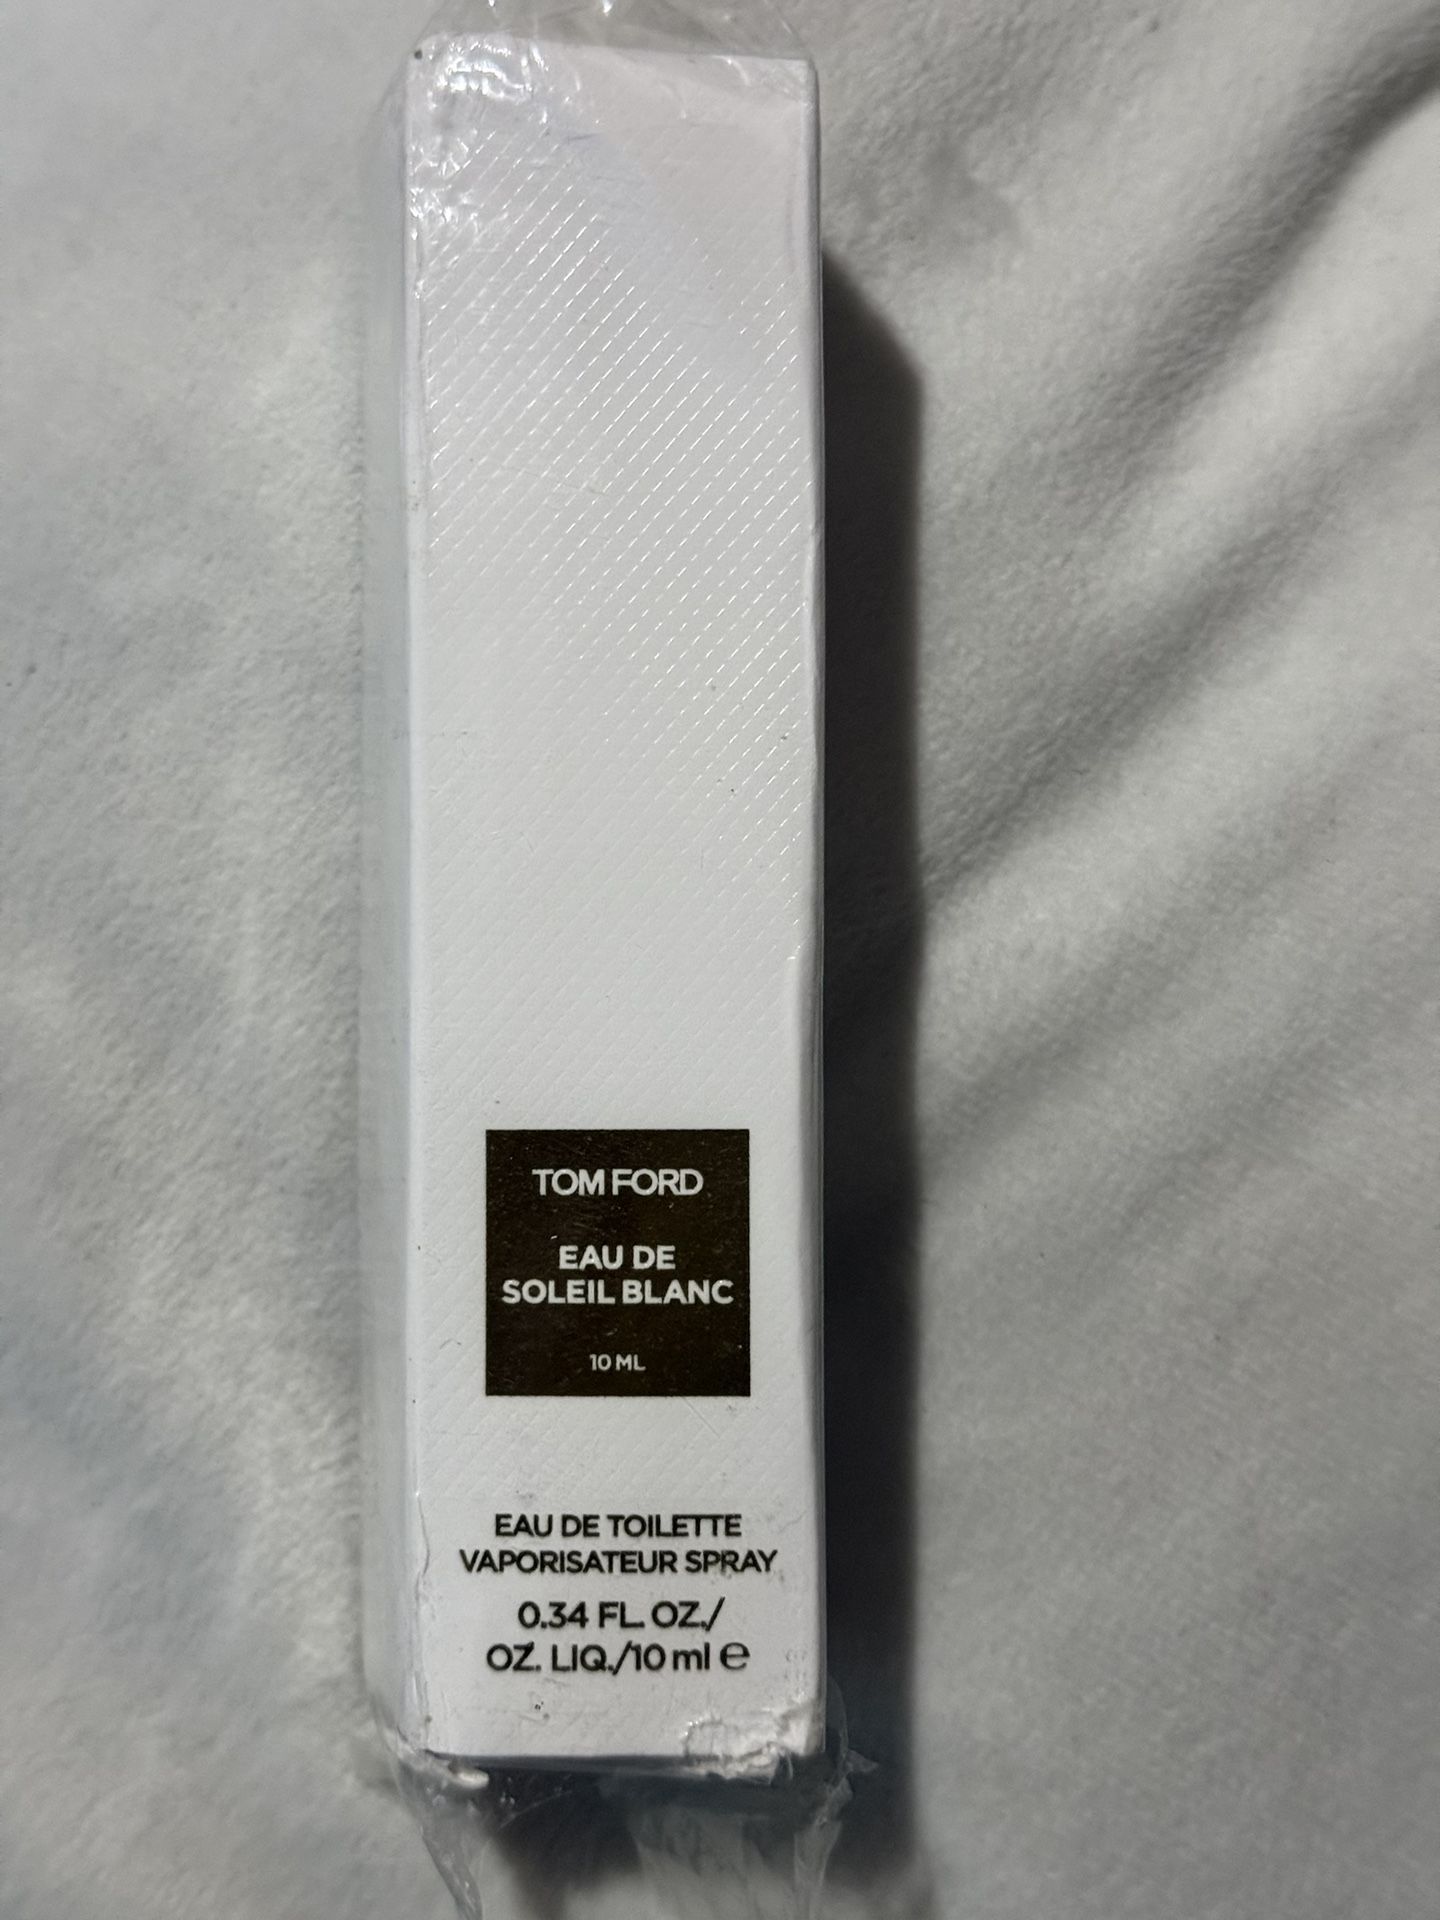 TOM FORD
EAU DE
SOLEIL BLANC
10 ML
EAU DE TOILETTE
VAPORISATEUR SPRAY
0.34 FL. OZ./
OZ. LIQ./10 ml ℮